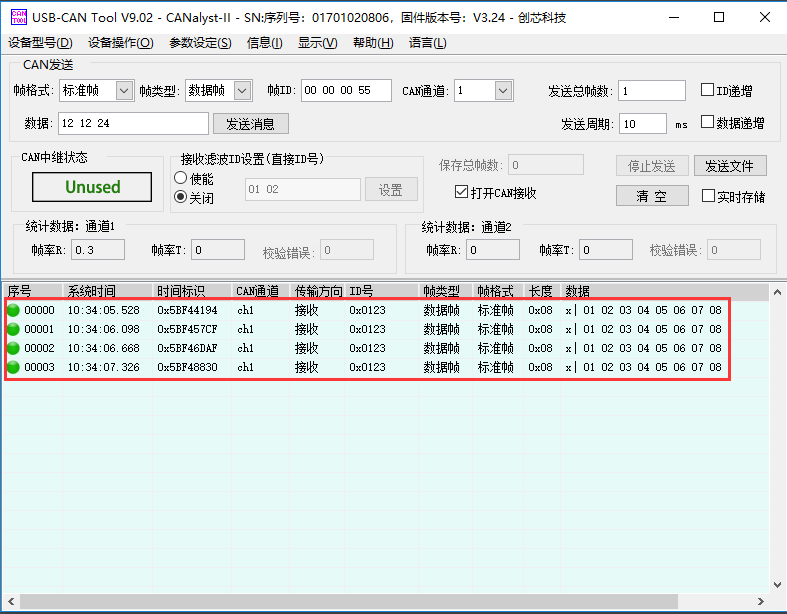 USB-CAN Tool V9.02 - CANalyst-II - SN:序列号：01701020806，固件版本号：V3.24 - 创芯科技
设备型号(D) 设备操作(O) 参数设定(S) 信息(I) 显示(V) 帮助(H) 语言(L)
CAN发送
帧格式: 标准帧 帧类型: 数据帧 帧ID: 00 00 00 55 CAN通道: 1 发送总帧数: 1 ID递增
数据: 12 12 24 发送消息 发送周期: 10 ms 数据递增
CAN中继状态 接收滤波ID设置(直接ID号) 保存总帧数: 0 停止发送 发送文件
Unused 使能 关闭 01 02 设置 打开CAN接收 清 空 实时存储
统计数据: 通道1 统计数据: 通道2
帧率R: 0.3 帧率T: 0 校验错误: 0 帧率R: 0 帧率T: 0 校验错误: 0
序号 系统时间 时间标识 CAN通道 传输方向 ID号 帧类型 帧格式 长度 数据
00000 10:34:05.528 0x5BF44194 ch1 接收 0x0123 数据帧 标准帧 0x08 x| 01 02 03 04 05 06 07 08
00001 10:34:06.098 0x5BF457CF ch1 接收 0x0123 数据帧 标准帧 0x08 x| 01 02 03 04 05 06 07 08
00002 10:34:06.668 0x5BF46DAF ch1 接收 0x0123 数据帧 标准帧 0x08 x| 01 02 03 04 05 06 07 08
00003 10:34:07.326 0x5BF48830 ch1 接收 0x0123 数据帧 标准帧 0x08 x| 01 02 03 04 05 06 07 08